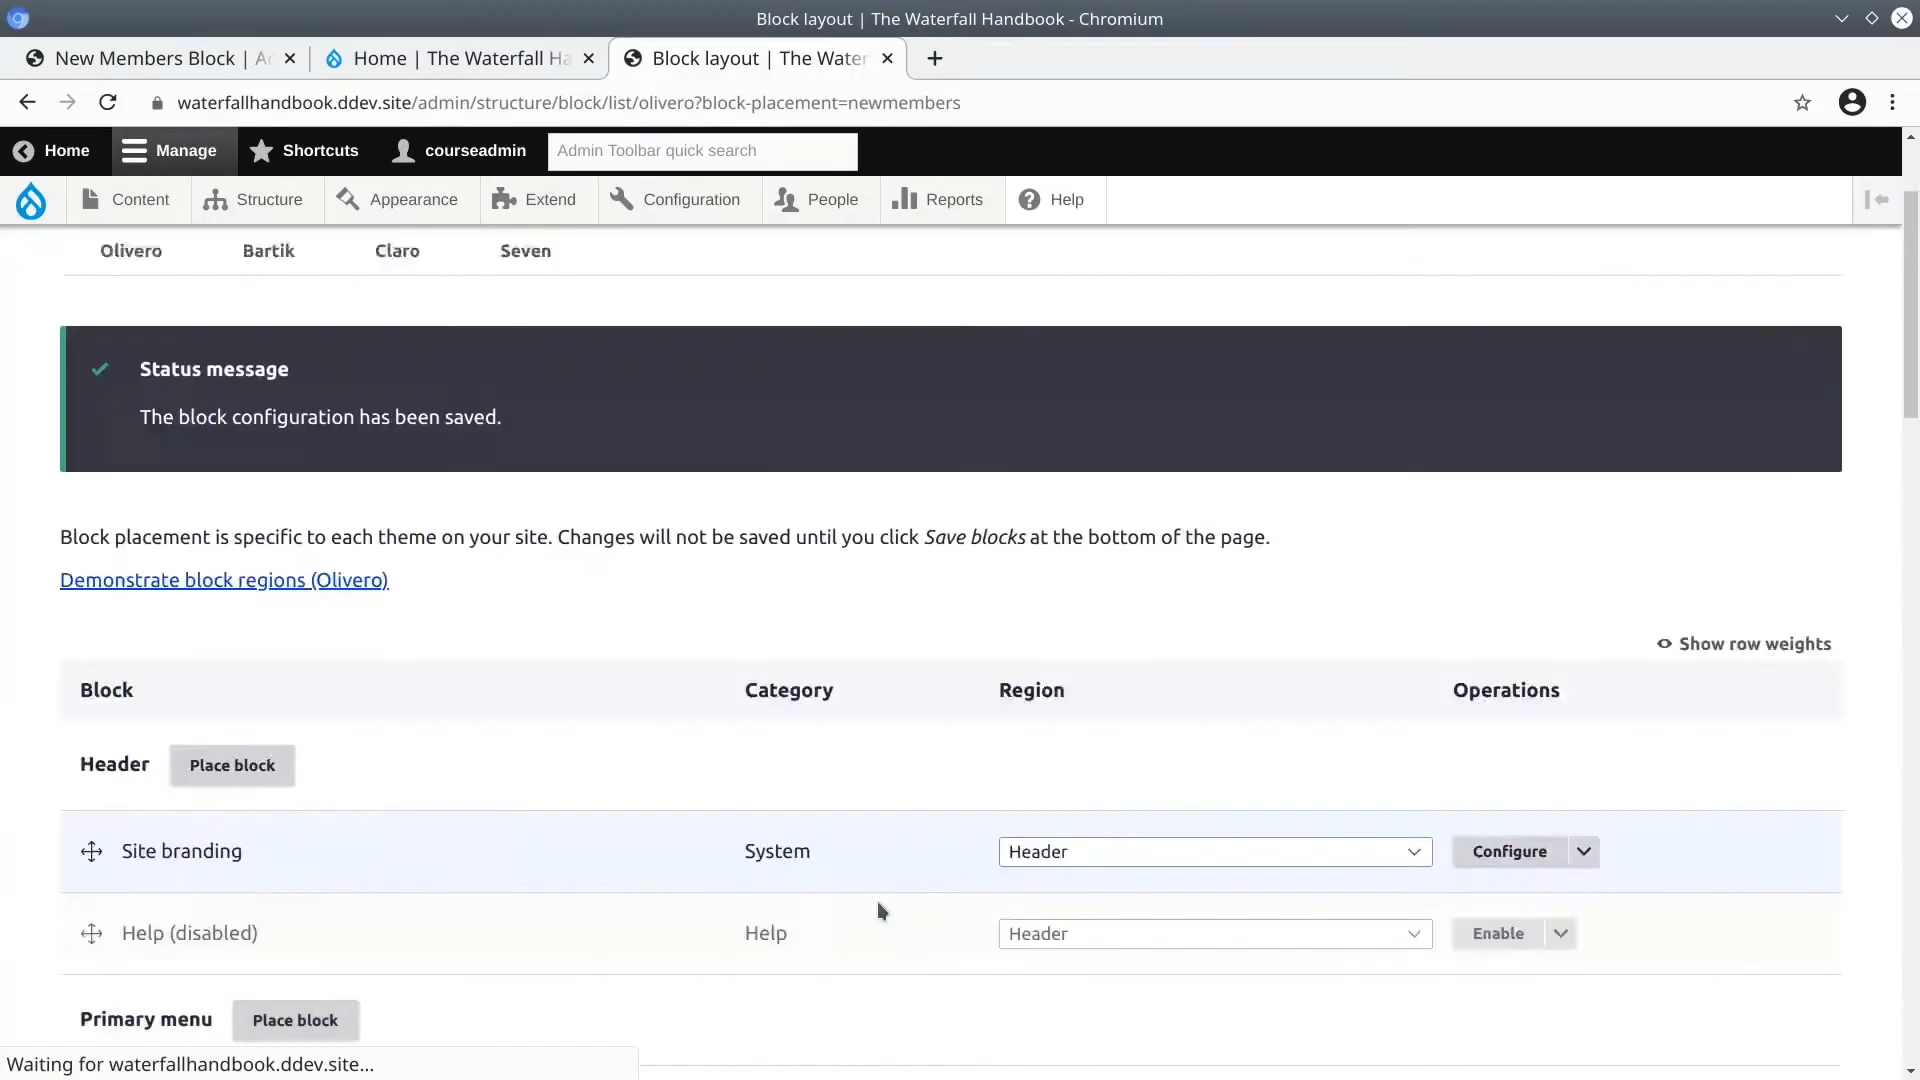 Block layout | The Waterfall Handbook - Chromium
New Members Block | Ac
Home | The Waterfall Ha
Block layout | The Water
waterfallhandbook.ddev.site/admin/structure/block/list/olivero?block-placement=newmembers
Home Manage Shortcuts courseadmin Admin Toolbar quick search
Content Structure Appearance Extend Configuration People Reports Help
Olivero Bartik Claro Seven
Status message
The block configuration has been saved.
Block placement is specific to each theme on your site. Changes will not be saved until you click Save blocks at the bottom of the page.
Demonstrate block regions (Olivero)
Show row weights
Block Category Region Operations
Header Place block
Site branding System Header Configure
Help (disabled) Help Header Enable
Primary menu Place block
Waiting for waterfallhandbook.ddev.site...